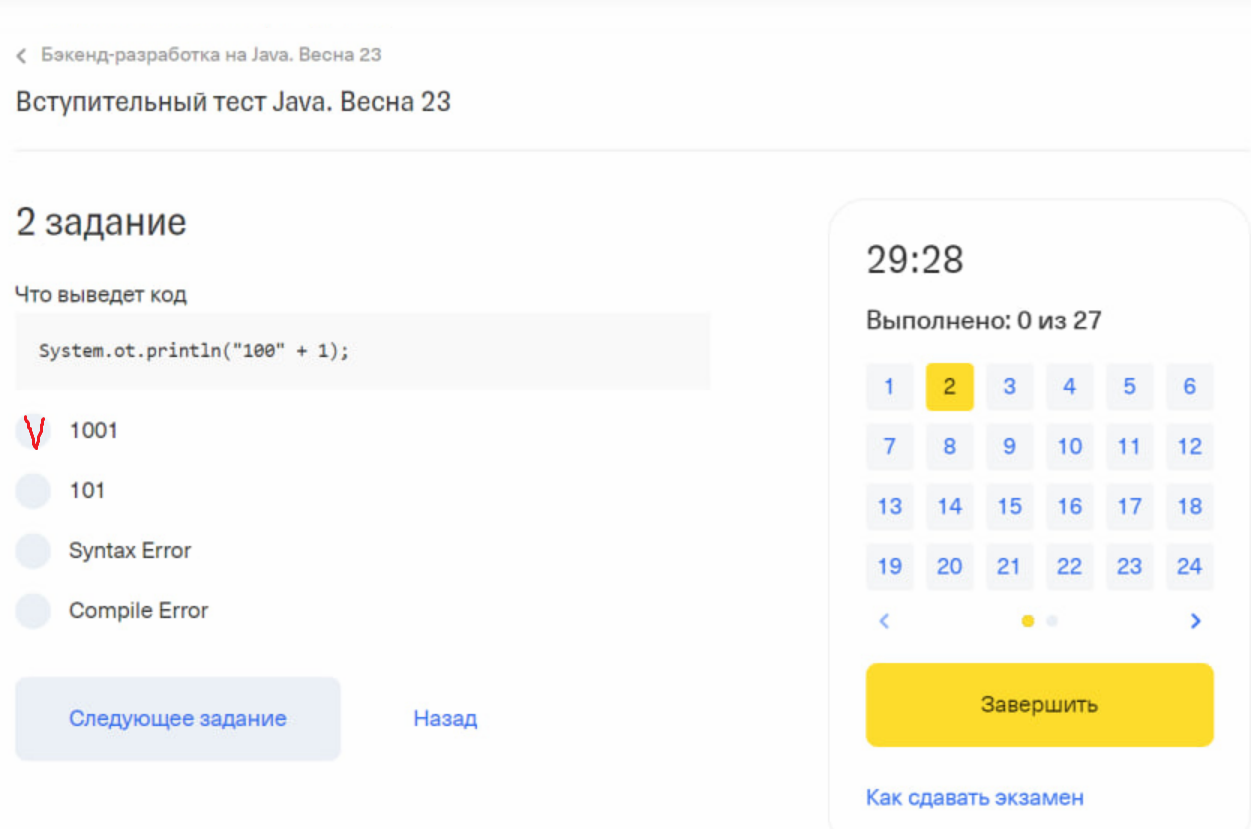 Бэкенд-разработка на Java. Весна 23
Вступительный тест Java. Весна 23
2 задание
Что выведет код
System.ot.println("100" + 1);
V 1001
101
Syntax Error
Compile Error
Следующее задание Назад
29:28
Выполнено: 0 из 27
1 2 3 4 5 6
7 8 9 10 11 12
13 14 15 16 17 18
19 20 21 22 23 24
Завершить
Как сдавать экзамен